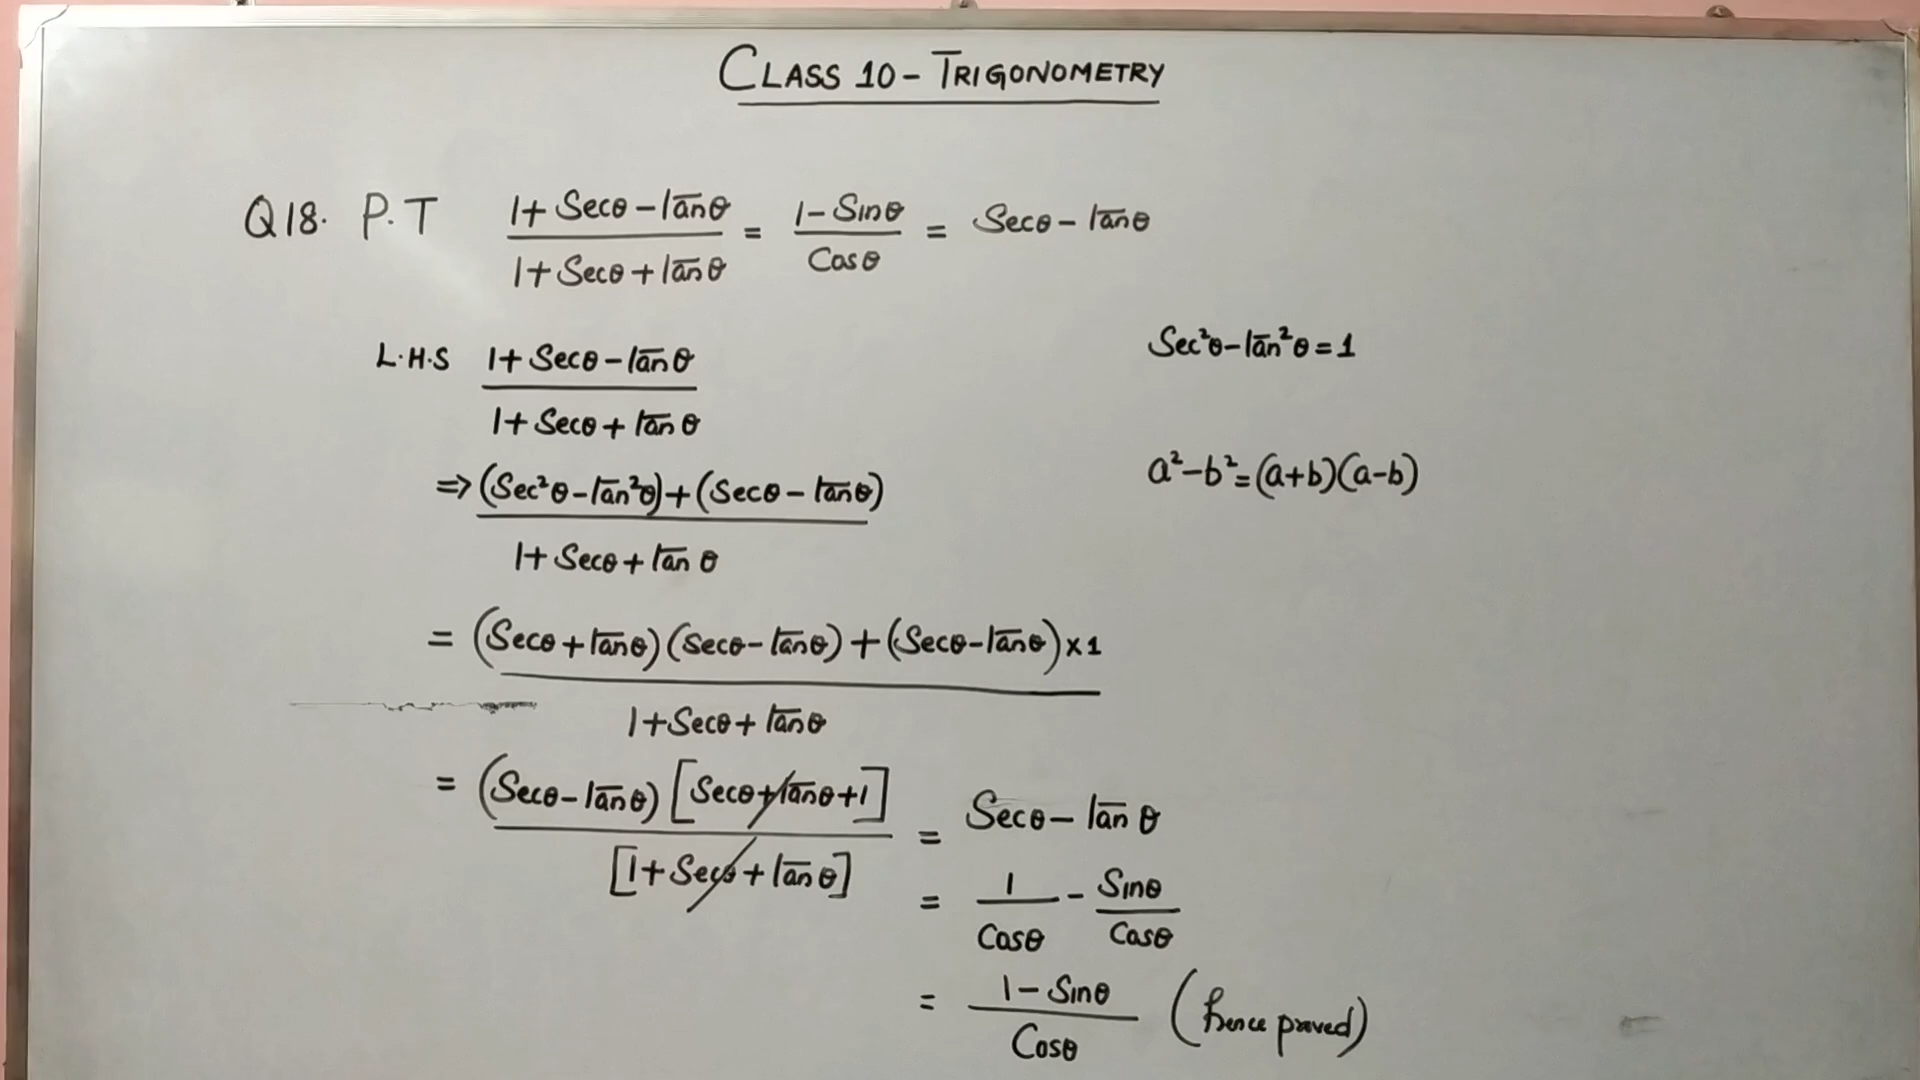 CLASS 10 - TRIGONOMETRY
Q18. P.T (1 + Secθ - tanθ)/(1 + Secθ + tanθ) = (1 - Sinθ)/Cosθ = Secθ - tanθ
L.H.S (1 + Secθ - tanθ)/(1 + Secθ + tanθ)
Sec²θ - tan²θ = 1
⇒ ((Sec²θ - tan²θ) + (Secθ - tanθ))/(1 + Secθ + tanθ)
a² - b² = (a+b)(a-b)
= ((Secθ + tanθ)(Secθ - tanθ) + (Secθ - tanθ) × 1)/(1 + Secθ + tanθ)
= ((Secθ - tanθ)[Secθ + tanθ + 1])/([1 + Secθ + tanθ]) = Secθ - tanθ
= 1/Cosθ - Sinθ/Cosθ
= (1 - Sinθ)/Cosθ (hence proved)